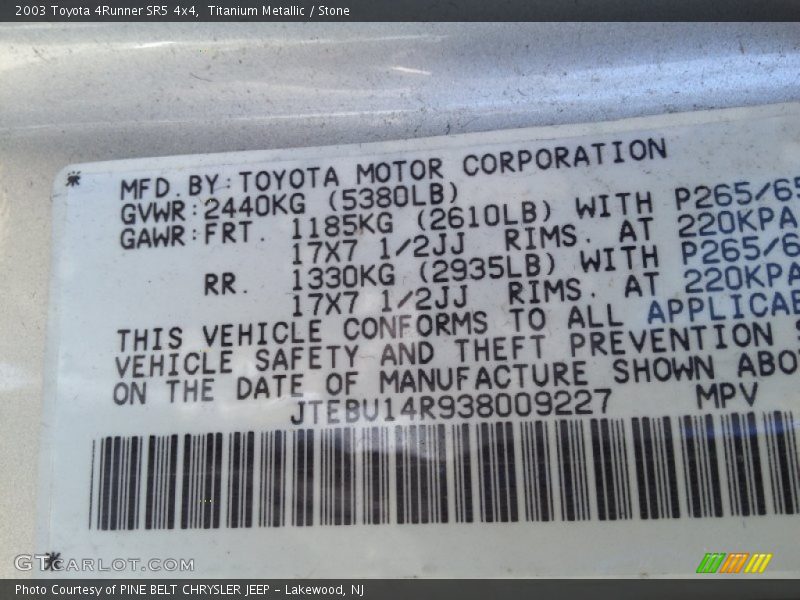 2003 Toyota 4Runner SR5 4x4, Titanium Metallic / Stone
MFD.BY:TOYOTA MOTOR CORPORATION
GVWR:2440KG (5380LB)
GAWR:FRT. 1185KG (2610LB) WITH P265/65
17X7 1/2JJ RIMS. AT 220KPA
RR. 1330KG (2935LB) WITH P265/6
17X7 1/2JJ RIMS. AT 220KPA
THIS VEHICLE CONFORMS TO ALL APPLICAB
VEHICLE SAFETY AND THEFT PREVENTION S
ON THE DATE OF MANUFACTURE SHOWN ABO
JTEBU14R938009227 MPV
GTCARLOT.COM
Photo Courtesy of PINE BELT CHRYSLER JEEP - Lakewood, NJ